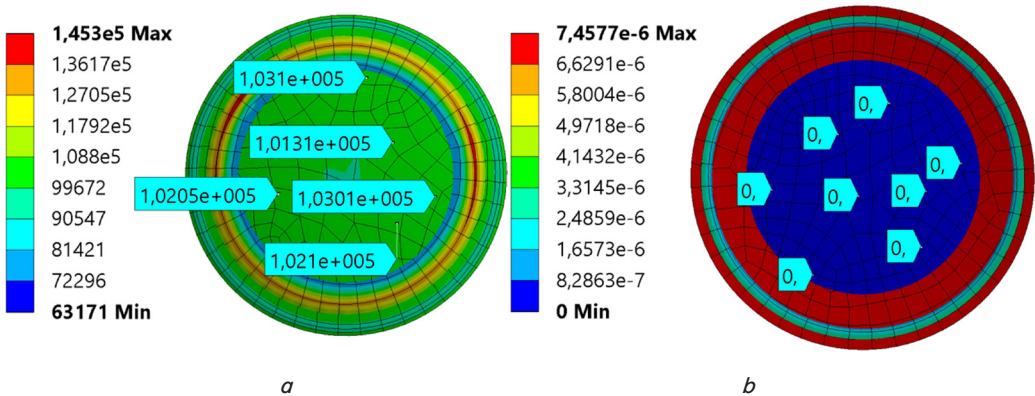 1,453e5 Max
1,3617e5
1,2705e5
1,1792e5
1,088e5
99672
90547
81421
72296
63171 Min
1,031e+005
1,0131e+005
1,0205e+005
1,0301e+005
1,021e+005
a
7,4577e-6 Max
6,6291e-6
5,8004e-6
4,9718e-6
4,1432e-6
3,3145e-6
2,4859e-6
1,6573e-6
8,2863e-7
0 Min
0,
0,
0,
0,
0,
0,
0,
0,
b